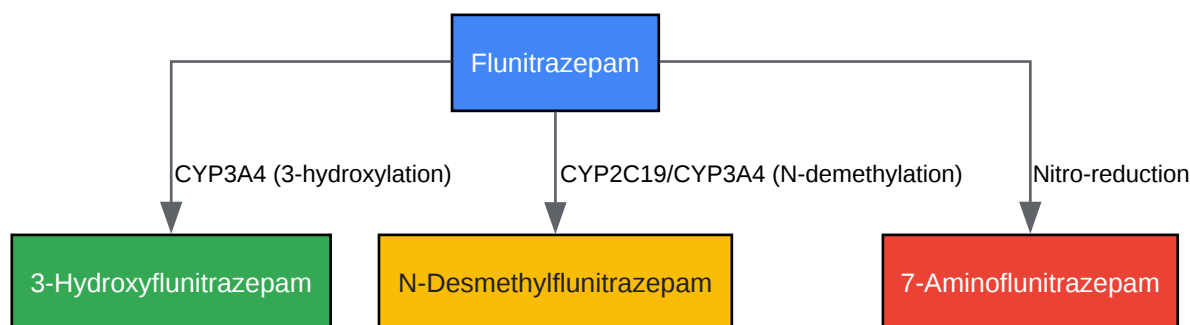 Flunitrazepam
CYP3A4 (3-hydroxylation)
CYP2C19/CYP3A4 (N-demethylation)
Nitro-reduction
3-Hydroxyflunitrazepam
N-Desmethylflunitrazepam
7-Aminoflunitrazepam